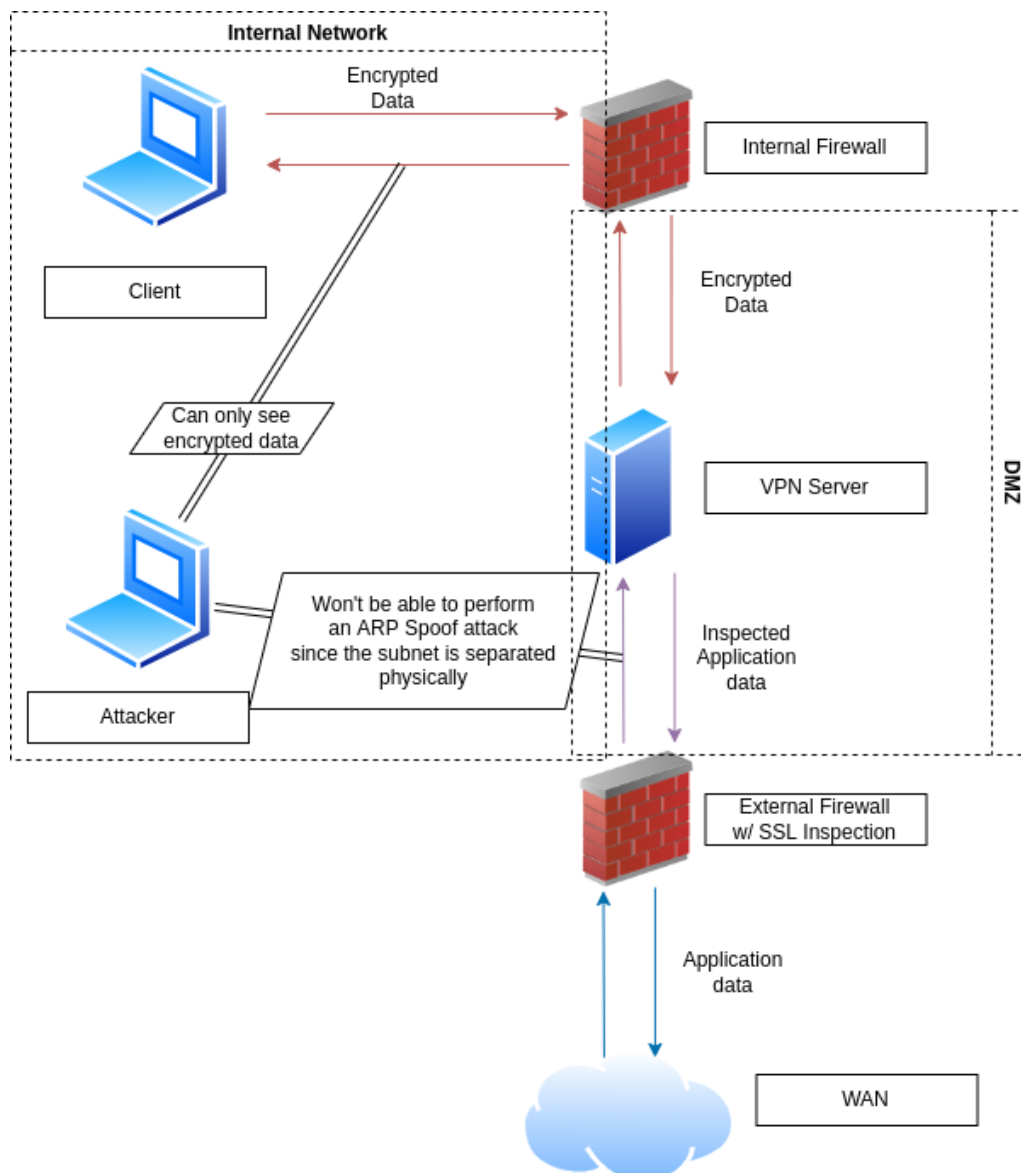 Internal Network
Encrypted
Data
Internal Firewall
Client
Encrypted
Data
Can only see
encrypted data
VPN Server
DMZ
Won't be able to perform
an ARP Spoof attack
since the subnet is separated
physically
Inspected
Application
data
Attacker
External Firewall
w/ SSL Inspection
Application
data
WAN